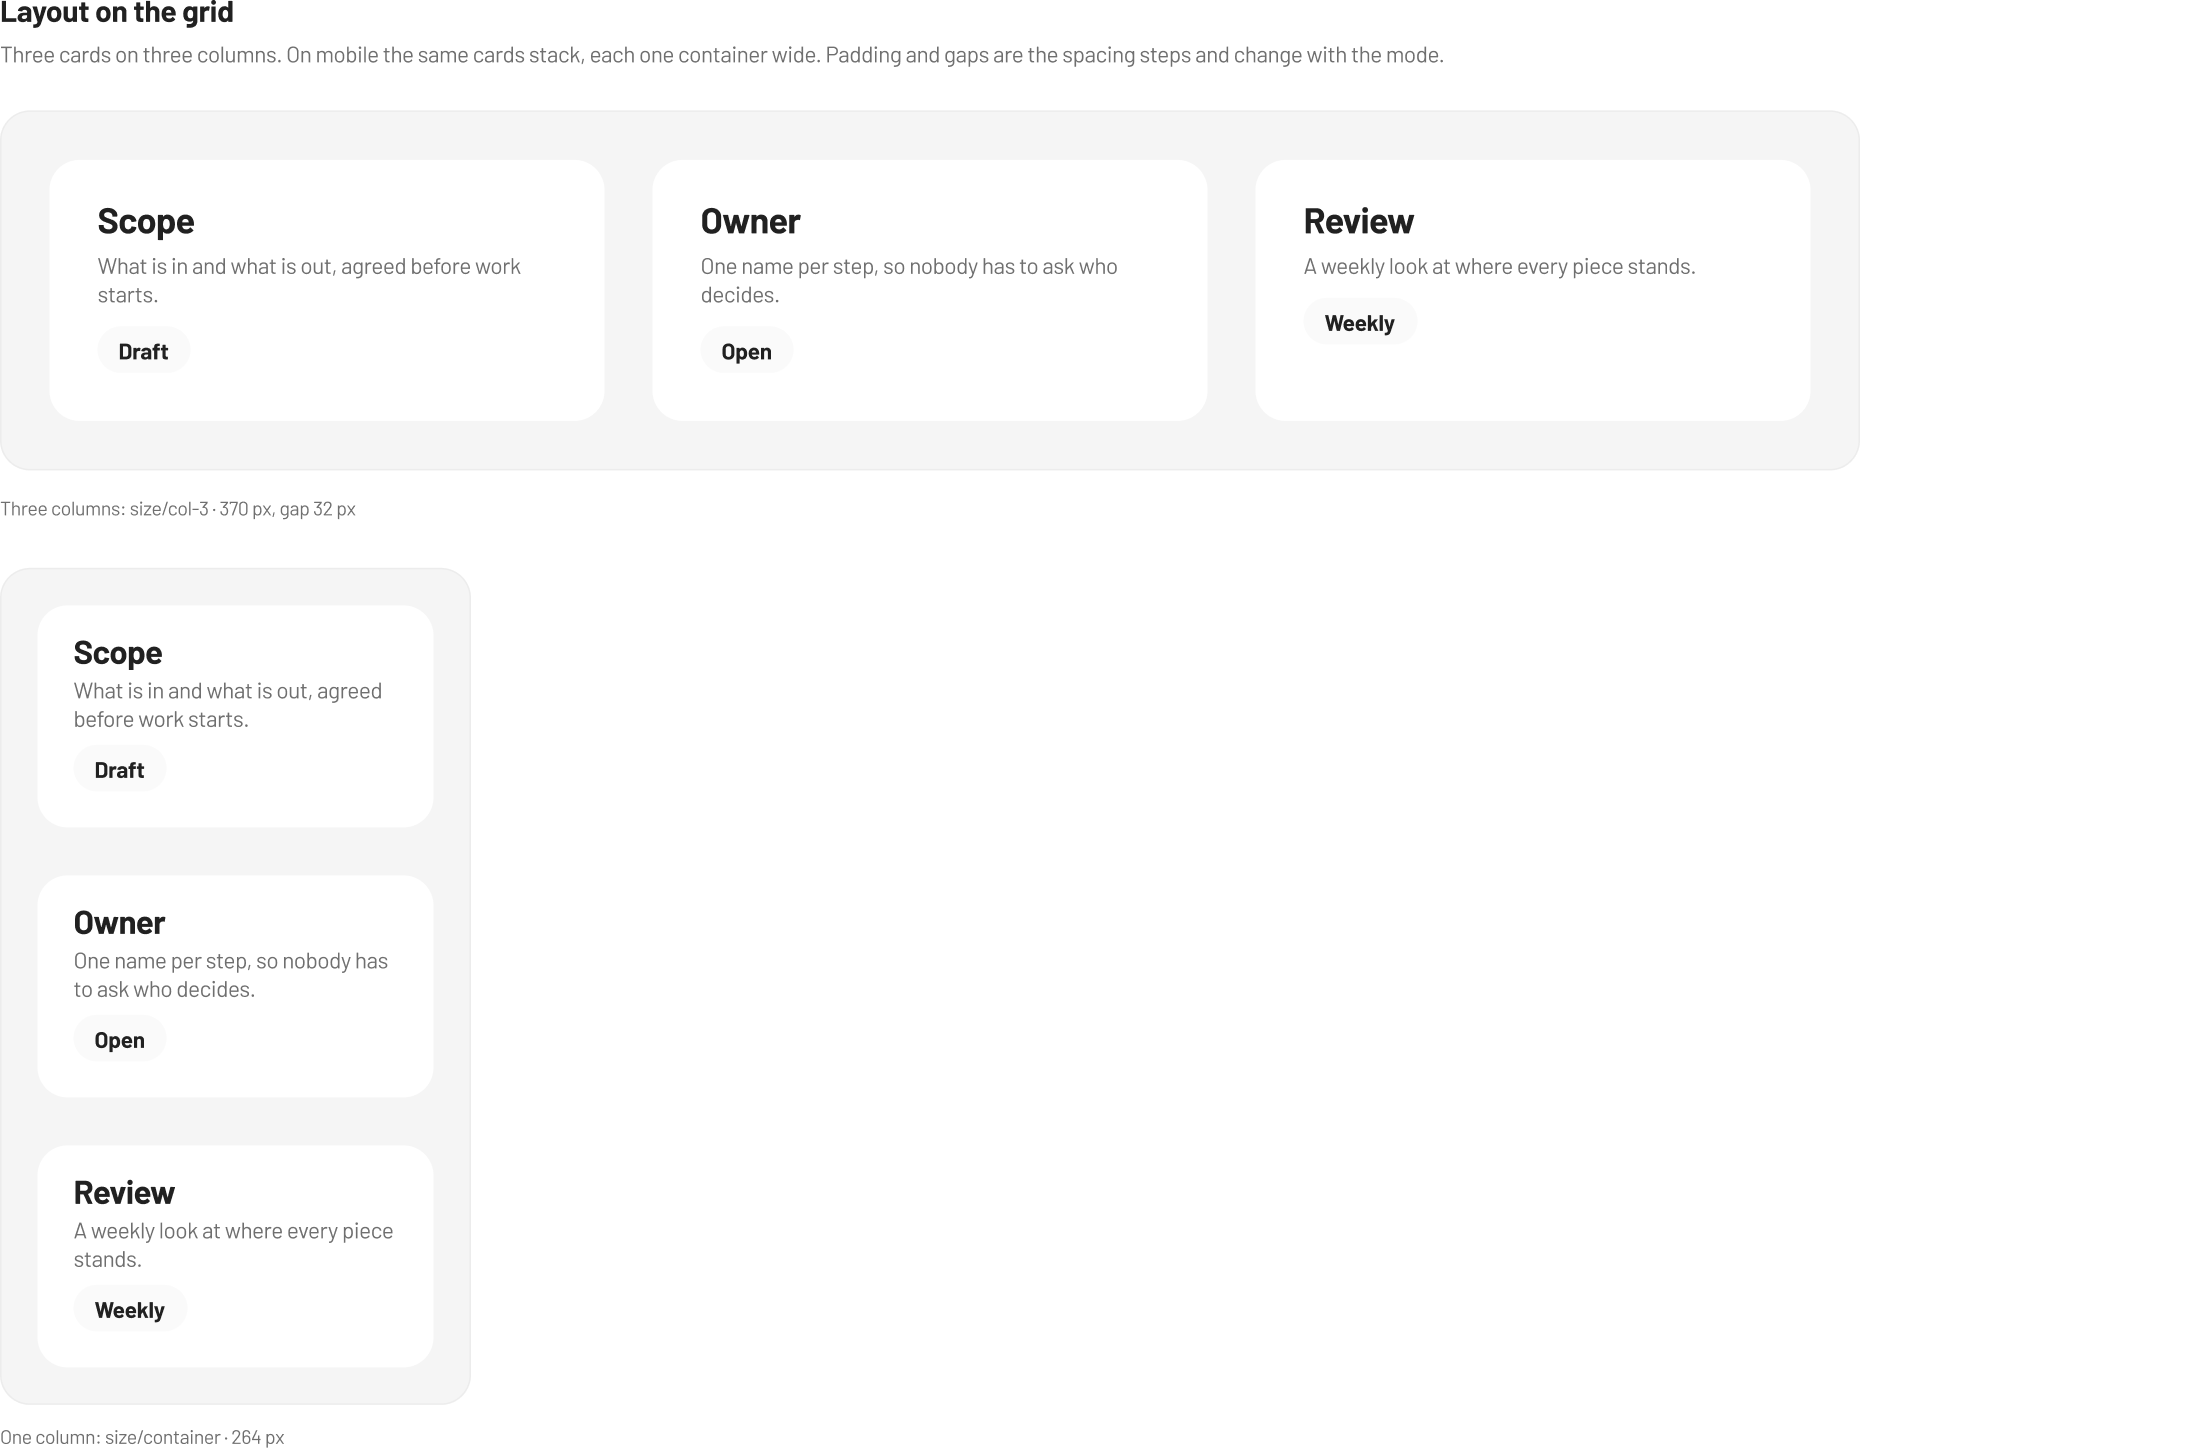 Layout on the grid
Three cards on three columns. On mobile the same cards stack, each one container wide. Padding and gaps are the spacing steps and change with the mode.
Scope
What is in and what is out, agreed before work
starts.
Draft
Owner
One name per step, so nobody has to ask who
decides.
Open
Review
A weekly look at where every piece stands.
Weekly
Three columns: size/col-3 · 370 px, gap 32 px
Scope
What is in and what is out, agreed
before work starts.
Draft
Owner
One name per step, so nobody has
to ask who decides.
Open
Review
A weekly look at where every piece
stands.
Weekly
One column: size/container · 264 px